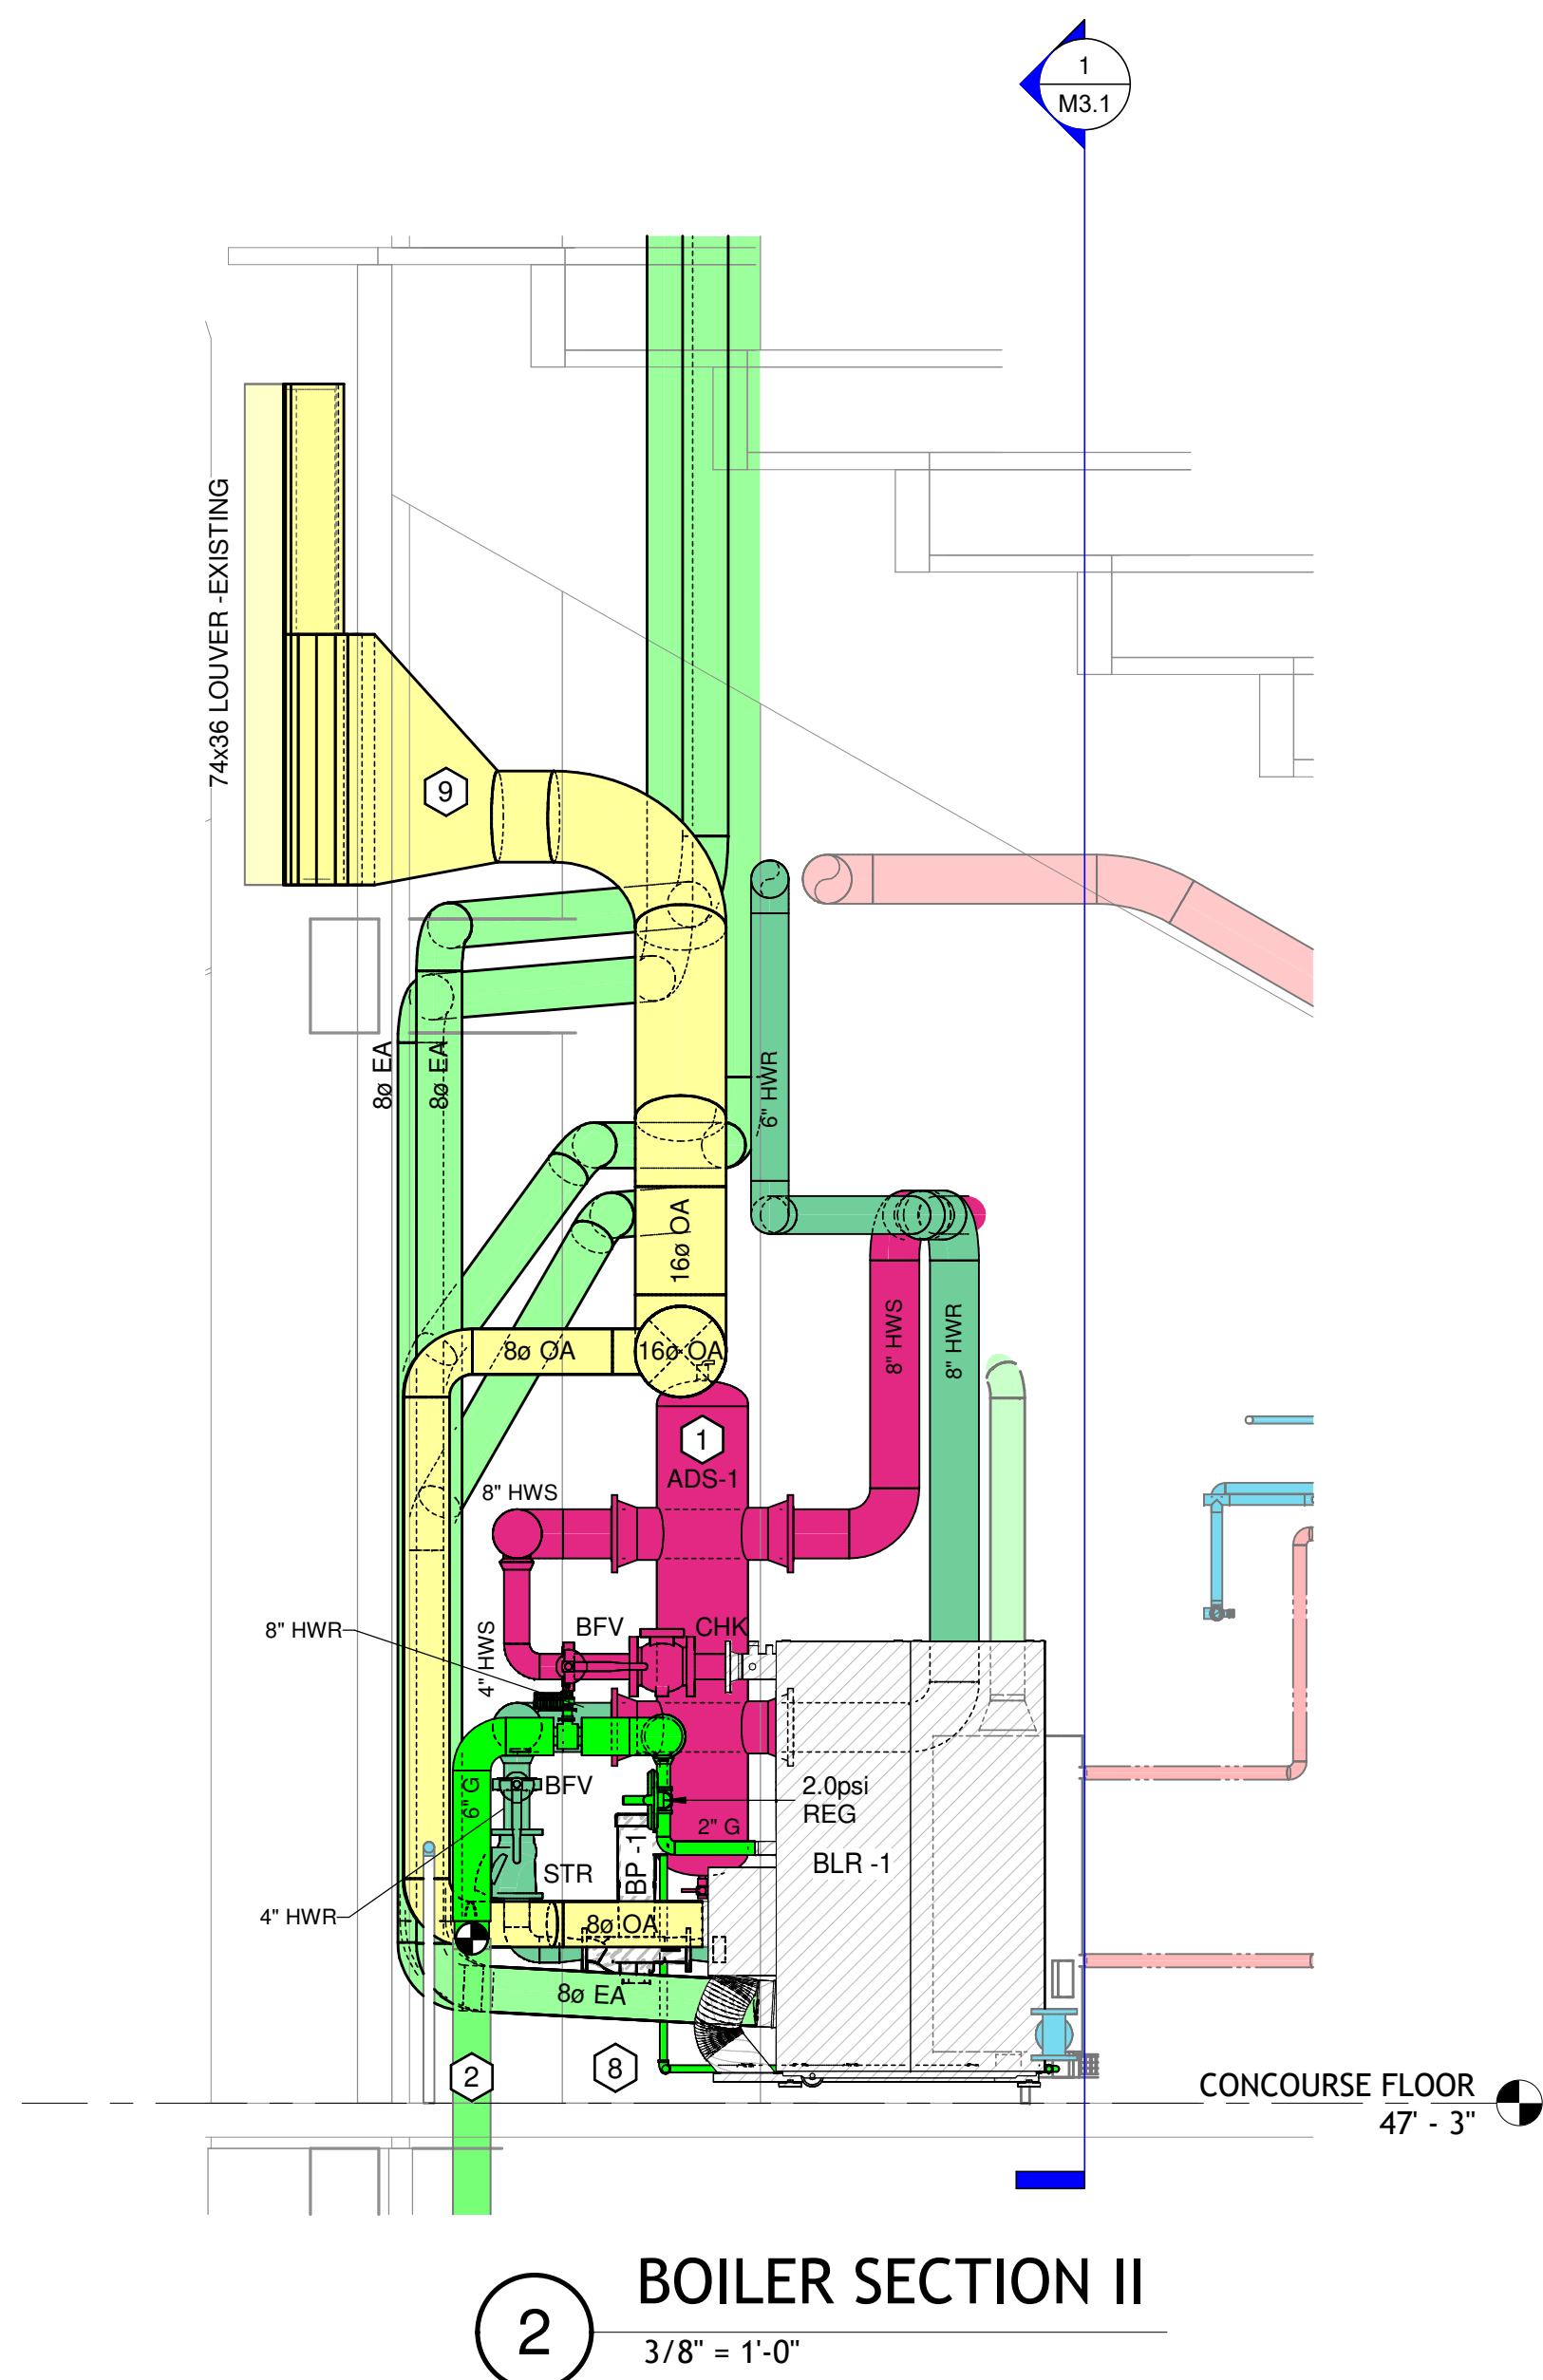 1
M3.1
74x36 LOUVER -EXISTING
9
8ø EA
8ø EA
6" HWR
16ø OA
8ø OA
16ø OA
8" HWS
8" HWR
1
ADS-1
8" HWS
8" HWR
4" HWS
BFV
CHK
6" G
BFV
2.0psi
REG
2" G
BP -1
BLR -1
STR
4" HWR
8ø OA
8ø EA
2
8
CONCOURSE FLOOR
47' - 3"
BOILER SECTION II
2
3/8" = 1'-0"